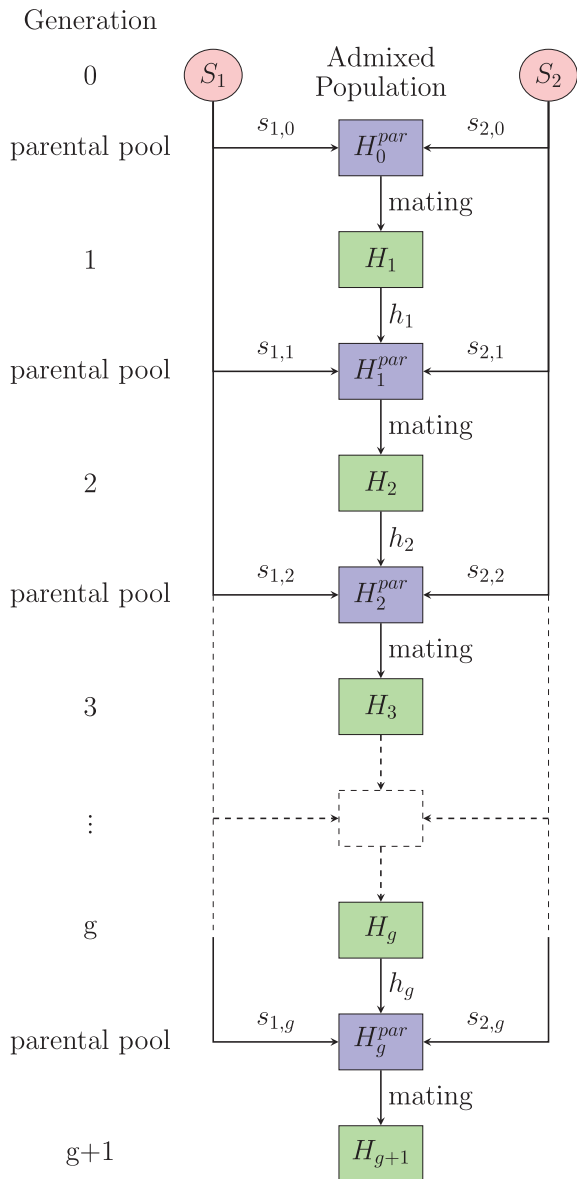 Generation
0
S_1
Admixed
Population
S_2
parental pool
s_{1,0}
H_0^{par}
s_{2,0}
mating
1
H_1
h_1
parental pool
s_{1,1}
H_1^{par}
s_{2,1}
mating
2
H_2
h_2
parental pool
s_{1,2}
H_2^{par}
s_{2,2}
mating
3
H_3
⋮
g
H_g
h_g
parental pool
s_{1,g}
H_g^{par}
s_{2,g}
mating
g+1
H_{g+1}